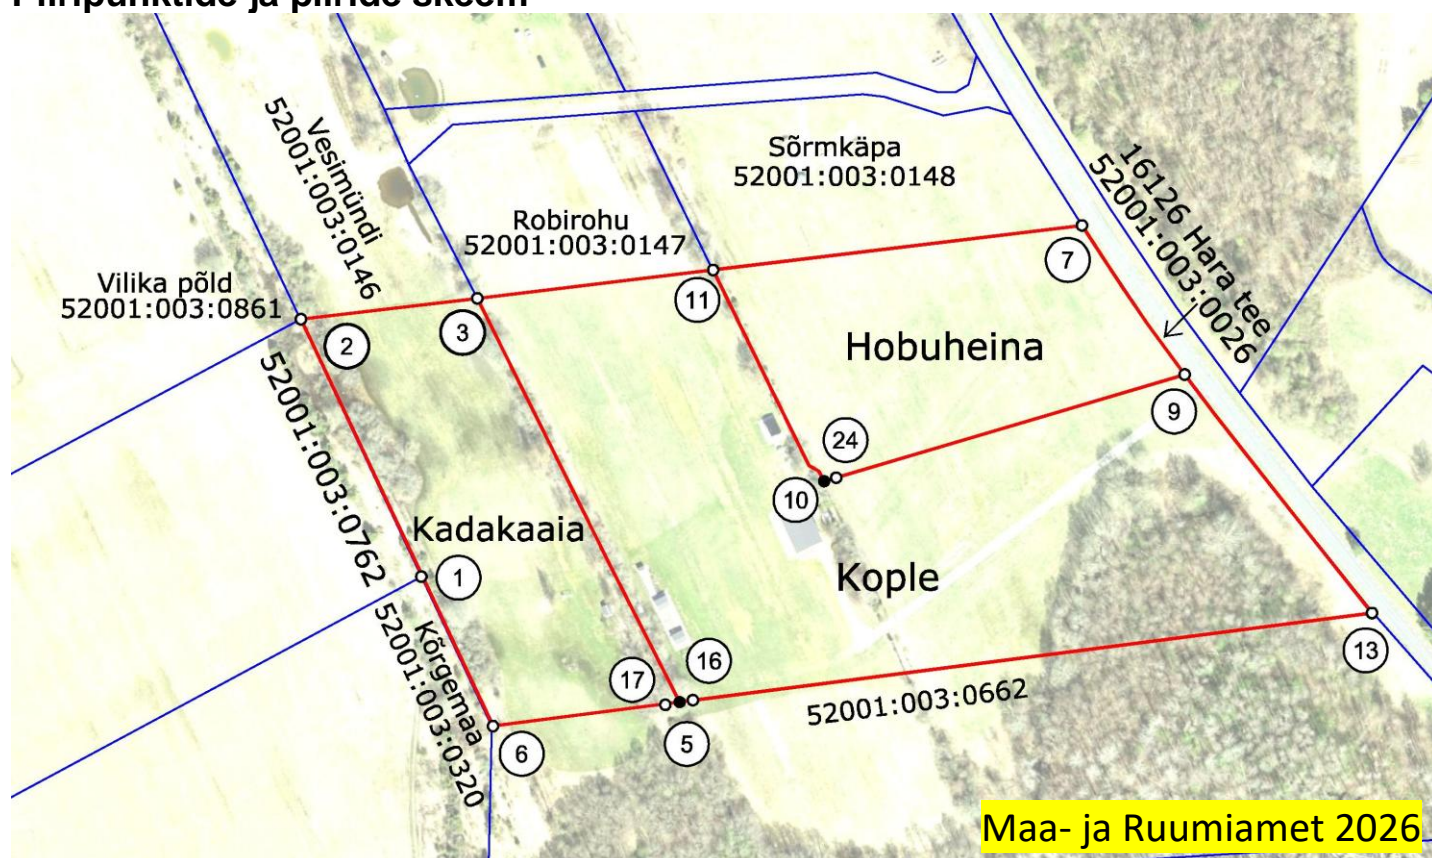 Piiripunktide ja piiride skeem
Sõrmkäpa
52001:003:0148
16126 Hara tee
52001:003:0026
Vesimündi
52001:003:0146
Robirohu
52001:003:0147
Vilika põld
52001:003:0861
2
3
11
7
Hobuheina
9
24
10
52001:003:0762
Kadakaaia
1
Kople
Kõrgemaa
52001:003:0320
17
16
13
52001:003:0662
6
5
Maa- ja Ruumiamet 2026